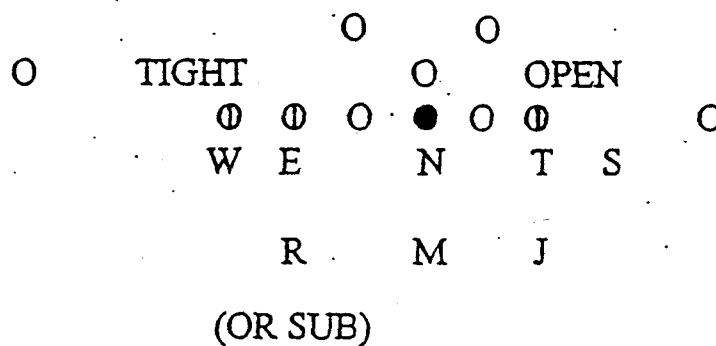 O O
O TIGHT O OPEN
O O O O O O
W E N T S
R M J
(OR SUB)